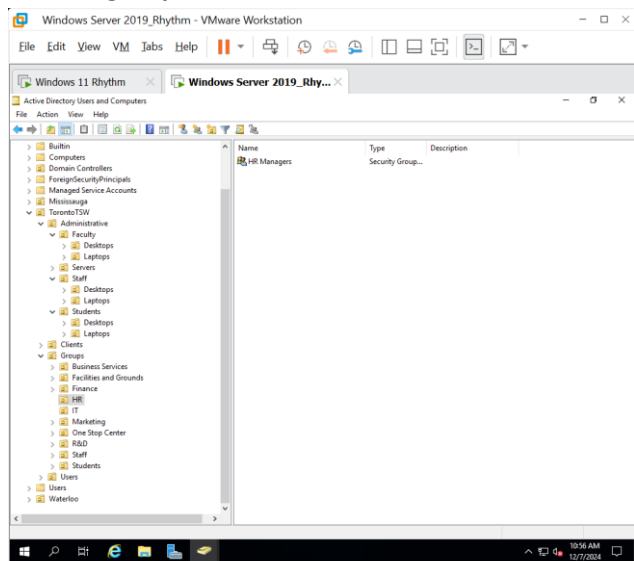 Windows Server 2019_Rhythm - VMware Workstation
File Edit View VM Tabs Help
Windows 11 Rhythm
Windows Server 2019_Rhy...
Active Directory Users and Computers
File Action View Help
Builtin
Computers
Domain Controllers
ForeignSecurityPrincipals
Managed Service Accounts
Mississauga
TorontoTSW
Administrative
Faculty
Desktops
Laptops
Servers
Staff
Desktops
Laptops
Students
Desktops
Laptops
Clients
Groups
Business Services
Facilities and Grounds
Finance
HR
IT
Marketing
One Stop Center
R&D
Staff
Students
Users
Users
Waterloo
Name Type Description
HR Managers Security Group...
10:56 AM
12/7/2024